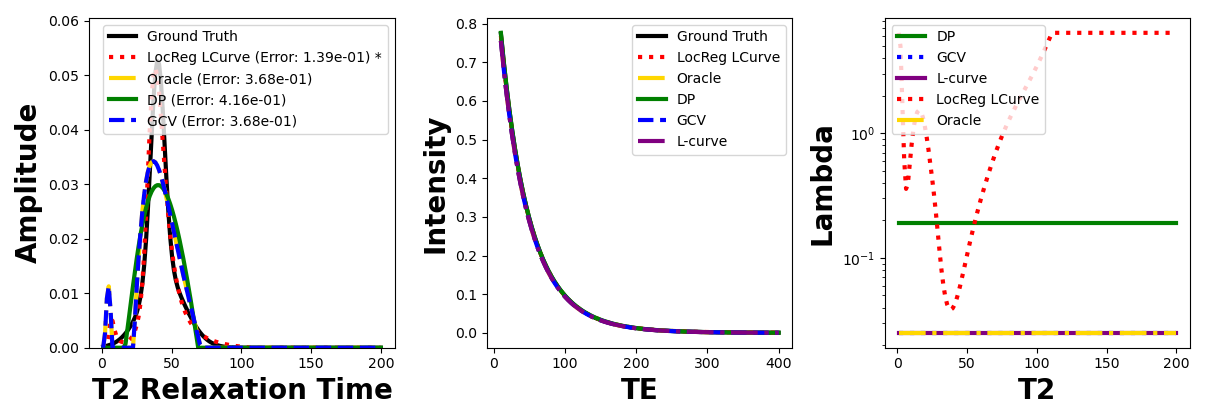 0.06
0.05
0.04
0.03
0.02
0.01
0.00
Amplitude
Ground Truth
LocReg LCurve (Error: 1.39e-01) *
Oracle (Error: 3.68e-01)
DP (Error: 4.16e-01)
GCV (Error: 3.68e-01)
0 50 100 150 200
T2 Relaxation Time
0.8
0.7
0.6
0.5
0.4
0.3
0.2
0.1
0.0
Intensity
Ground Truth
LocReg LCurve
Oracle
DP
GCV
L-curve
0 100 200 300 400
TE
10⁰
10⁻¹
Lambda
DP
GCV
L-curve
LocReg LCurve
Oracle
0 50 100 150 200
T2